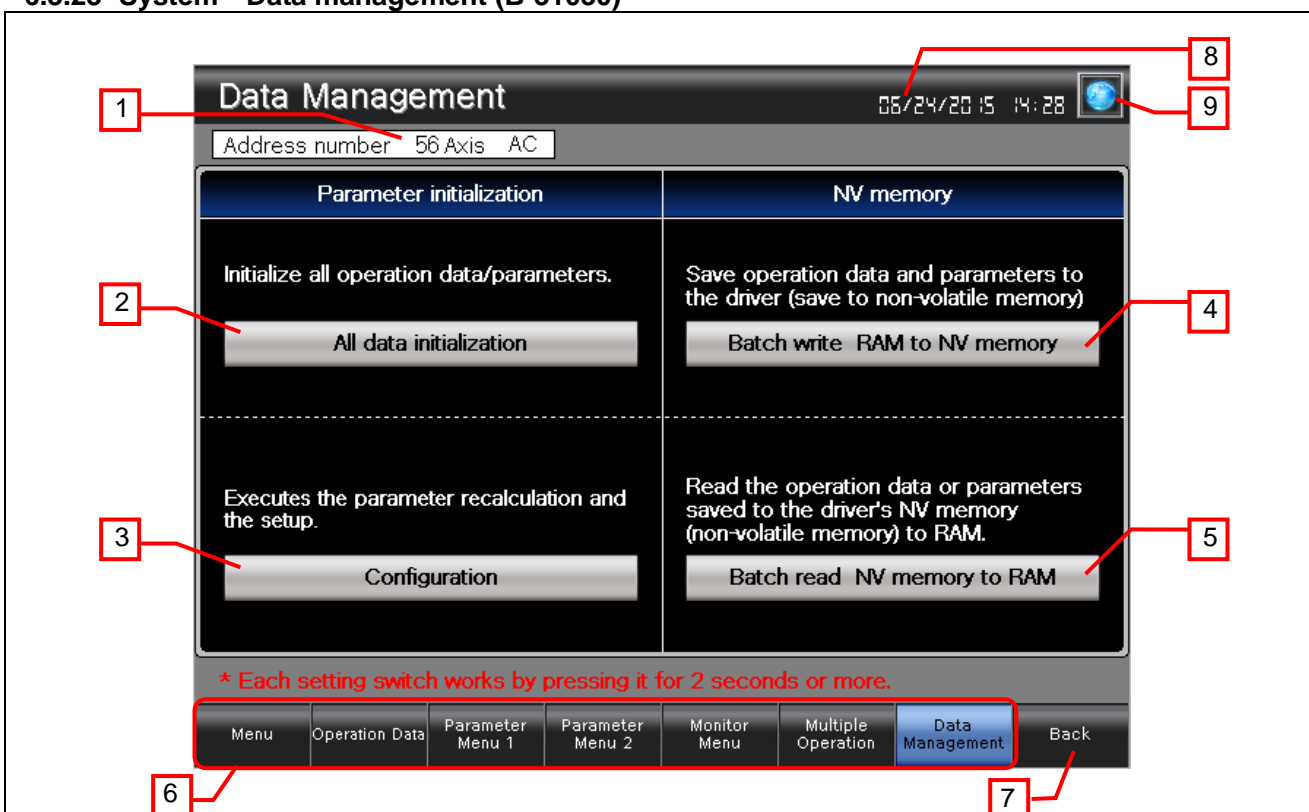 8
Data Management
06/24/2015 14:28
1
9
Address number 56 Axis AC
Parameter initialization
NV memory
Initialize all operation data/parameters.
Save operation data and parameters to
the driver (save to non-volatile memory)
2
4
All data initialization
Batch write RAM to NV memory
Executes the parameter recalculation and
the setup.
Read the operation data or parameters
saved to the driver's NV memory
(non-volatile memory) to RAM.
3
5
Configuration
Batch read NV memory to RAM
* Each setting switch works by pressing it for 2 seconds or more.
Menu
Operation Data
Parameter
Menu 1
Parameter
Menu 2
Monitor
Menu
Multiple
Operation
Data
Management
Back
6
7